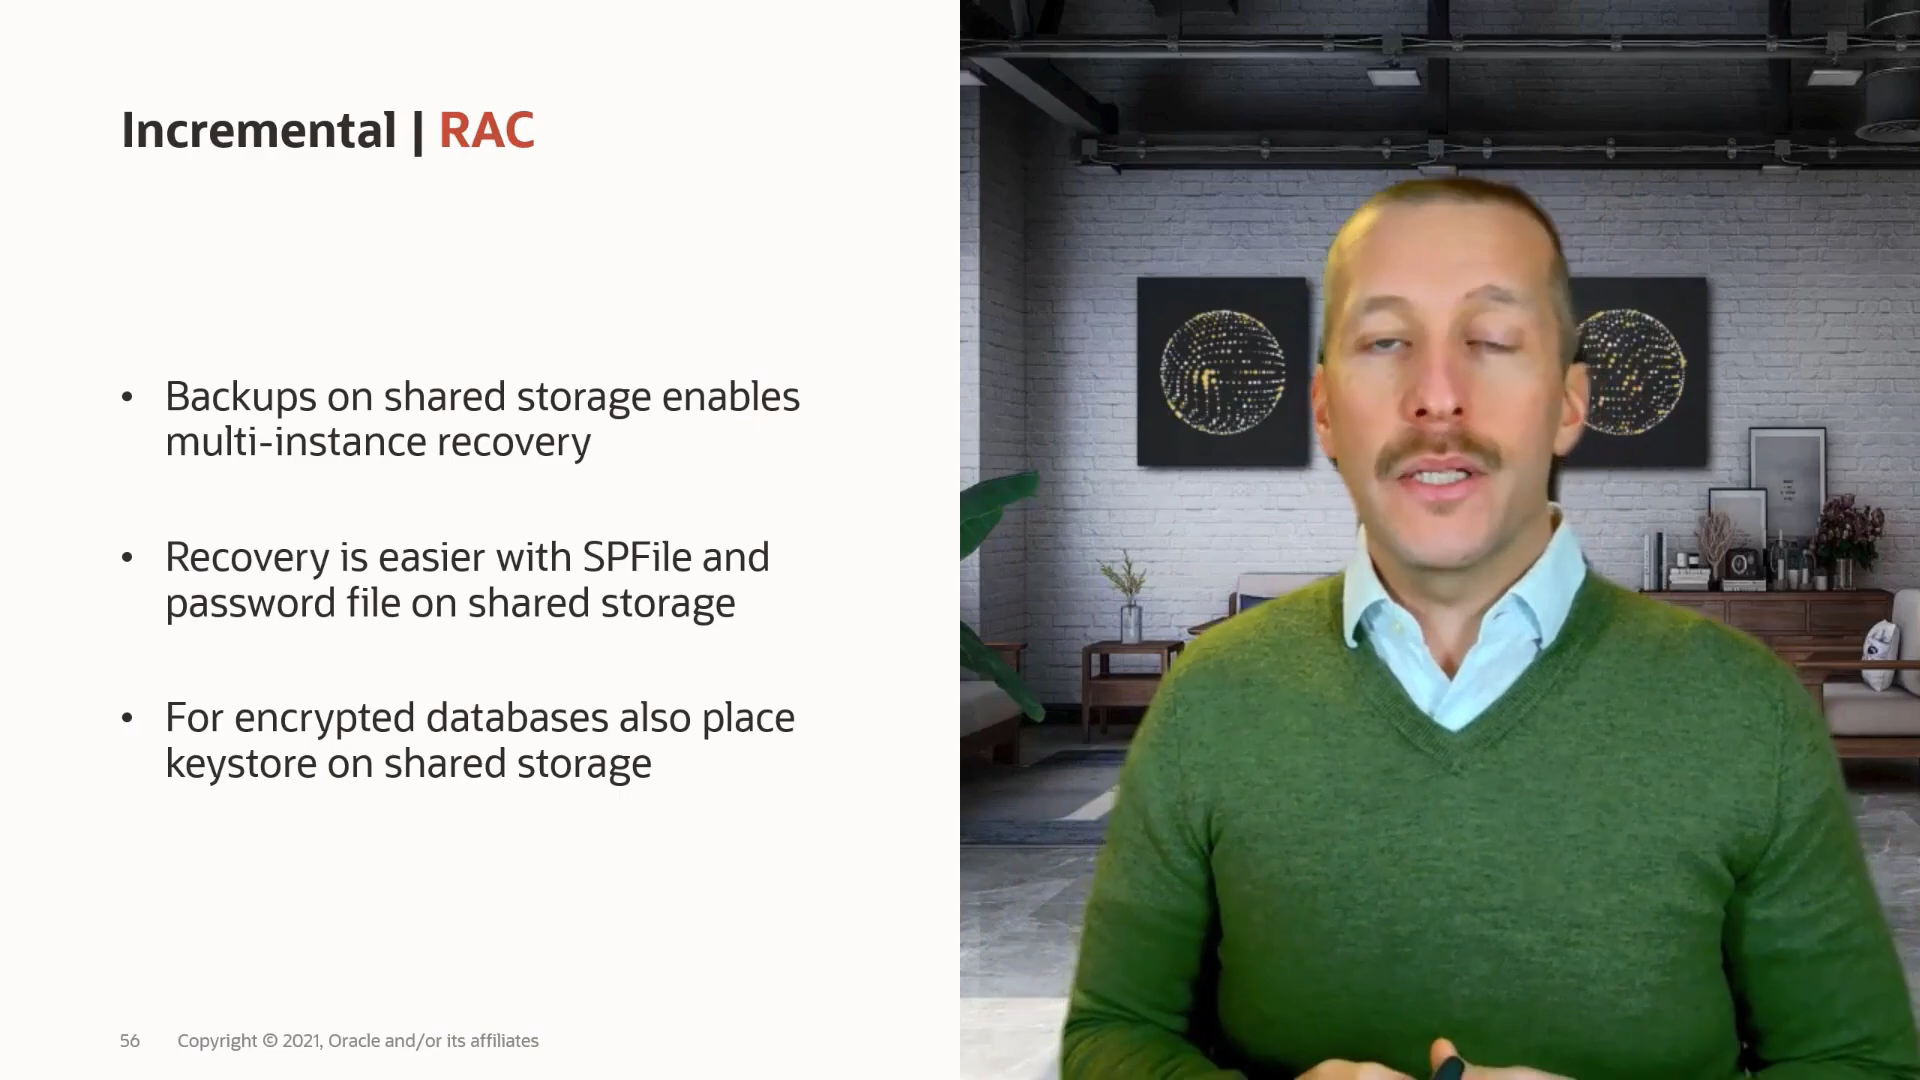 Incremental | RAC
• Backups on shared storage enables
multi-instance recovery
• Recovery is easier with SPFile and
password file on shared storage
• For encrypted databases also place
keystore on shared storage
56 Copyright © 2021, Oracle and/or its affiliates